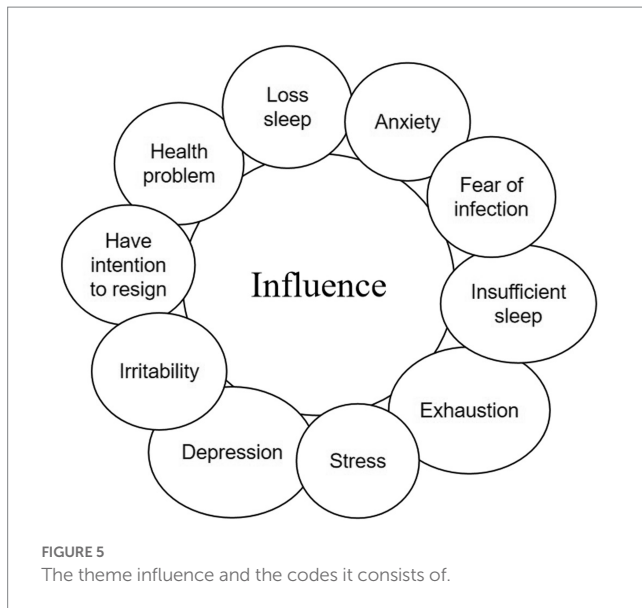 Loss
sleep
Anxiety
Health
problem
Fear of
infection
Have
intention
to resign
Influence
Insufficient
sleep
Irritability
Exhaustion
Depression
Stress
FIGURE 5
The theme influence and the codes it consists of.